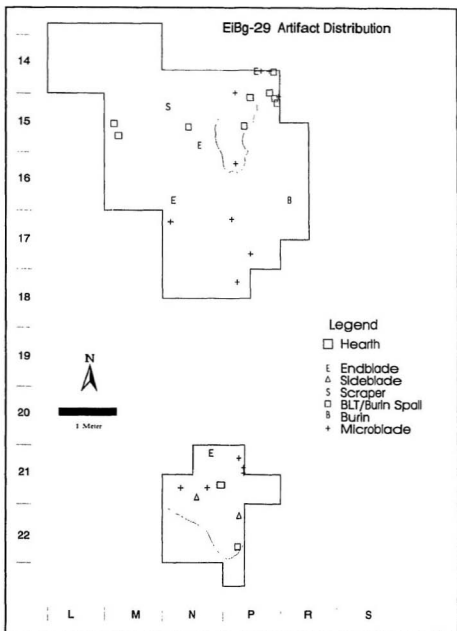 EiBg-29 Artifact Distribution
14
15
16
17
18
19
20
21
22
E
S
E
E
B
E
Legend
Hearth
E Endblade
Sideblade
S Scraper
BLT/Burin Spall
B Burin
+ Microblade
N
1 Meter
L M N P R S